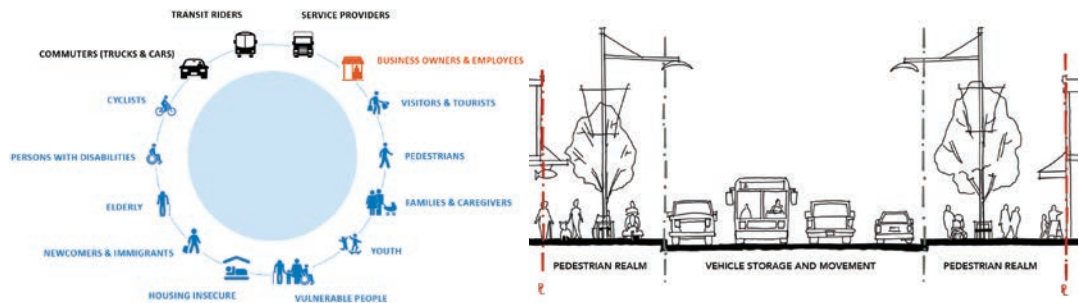 TRANSIT RIDERS
SERVICE PROVIDERS
COMMUTERS (TRUCKS & CARS)
BUSINESS OWNERS & EMPLOYEES
CYCLISTS
VISITORS & TOURISTS
PERSONS WITH DISABILITIES
PEDESTRIANS
ELDERLY
FAMILIES & CAREGIVERS
NEWCOMERS & IMMIGRANTS
YOUTH
HOUSING INSECURE
VULNERABLE PEOPLE
PEDESTRIAN REALM
VEHICLE STORAGE AND MOVEMENT
PEDESTRIAN REALM